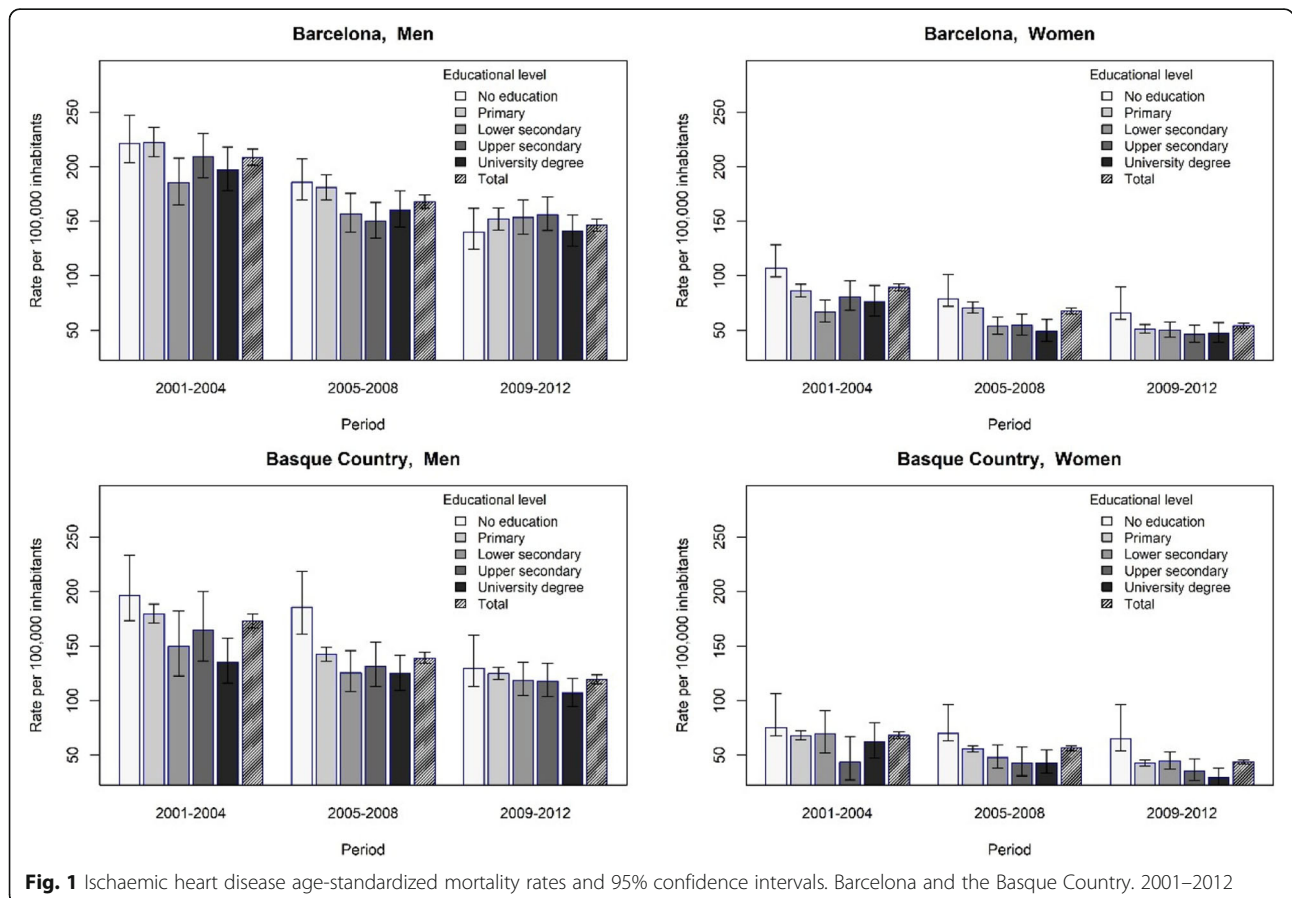 Barcelona, Men
Rate per 100,000 inhabitants
250
200
150
100
50
Educational level
No education
Primary
Lower secondary
Upper secondary
University degree
Total
2001-2004 2005-2008 2009-2012
Period
Barcelona, Women
Rate per 100,000 inhabitants
250
200
150
100
50
Educational level
No education
Primary
Lower secondary
Upper secondary
University degree
Total
2001-2004 2005-2008 2009-2012
Period
Basque Country, Men
Rate per 100,000 inhabitants
250
200
150
100
50
Educational level
No education
Primary
Lower secondary
Upper secondary
University degree
Total
2001-2004 2005-2008 2009-2012
Period
Basque Country, Women
Rate per 100,000 inhabitants
250
200
150
100
50
Educational level
No education
Primary
Lower secondary
Upper secondary
University degree
Total
2001-2004 2005-2008 2009-2012
Period
Fig. 1 Ischaemic heart disease age-standardized mortality rates and 95% confidence intervals. Barcelona and the Basque Country. 2001–2012